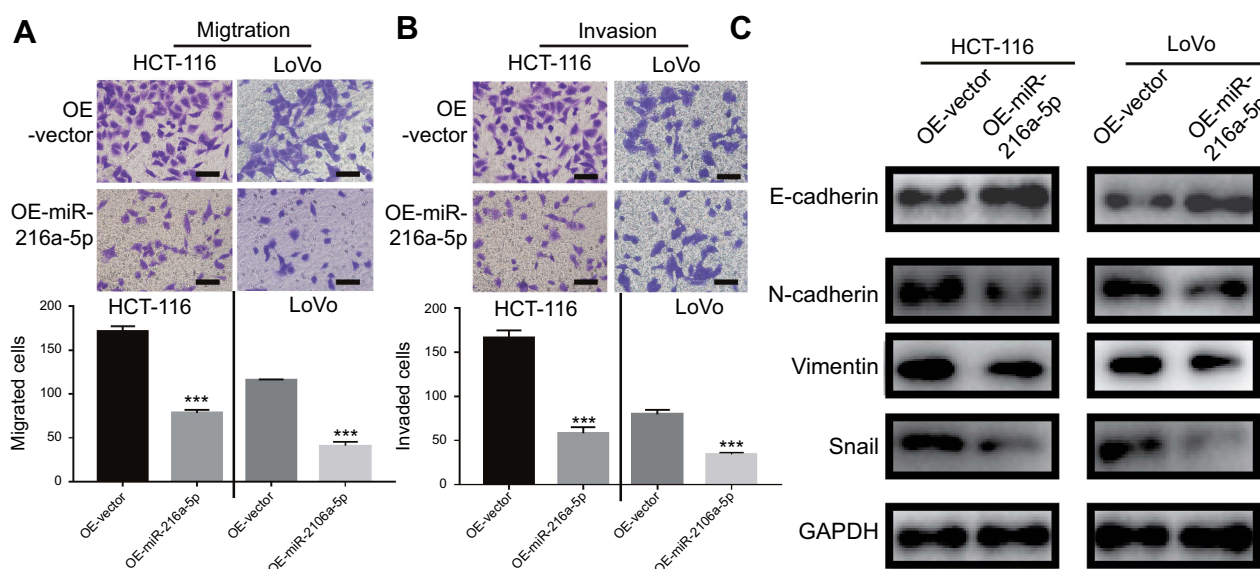 A
Migtration
HCT-116
LoVo
OE
-vector
OE-miR-
216a-5p
HCT-116
LoVo
200
150
100
50
0
Migrated cells
***
***
OE-vector
OE-miR-216a-5p
OE-vector
OE-miR-2106a-5p
B
Invasion
HCT-116
LoVo
OE
-vector
OE-miR-
216a-5p
HCT-116
LoVo
200
150
100
50
0
Invaded cells
***
***
OE-vector
OE-miR-216a-5p
OE-vector
OE-miR-2106a-5p
C
HCT-116
LoVo
OE-vector
OE-miR-
216a-5p
OE-vector
OE-miR-
216a-5p
E-cadherin
N-cadherin
Vimentin
Snail
GAPDH